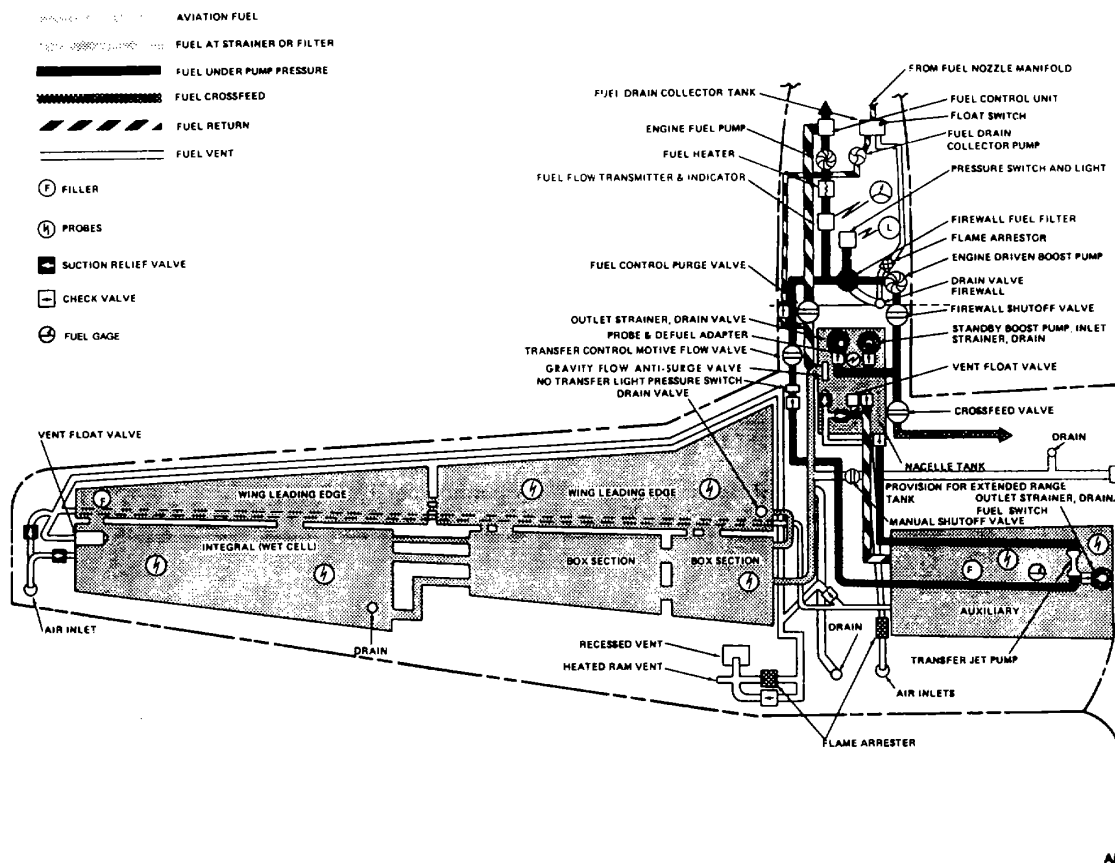 AVIATION FUEL
FUEL AT STRAINER OR FILTER
FUEL UNDER PUMP PRESSURE
FUEL CROSSFEED
FUEL RETURN
FUEL VENT
F FILLER
PROBES
SUCTION RELIEF VALVE
CHECK VALVE
FUEL GAGE
FROM FUEL NOZZLE MANIFOLD
FUEL DRAIN COLLECTOR TANK
FUEL CONTROL UNIT
FLOAT SWITCH
ENGINE FUEL PUMP
FUEL DRAIN
COLLECTOR PUMP
FUEL HEATER
PRESSURE SWITCH AND LIGHT
FUEL FLOW TRANSMITTER & INDICATOR
L
FIREWALL FUEL FILTER
FLAME ARRESTOR
FUEL CONTROL PURGE VALVE
ENGINE DRIVEN BOOST PUMP
DRAIN VALVE
FIREWALL
FIREWALL SHUTOFF VALVE
OUTLET STRAINER, DRAIN VALVE
PROBE & DEFUEL ADAPTER
STANDBY BOOST PUMP, INLET
STRAINER, DRAIN
TRANSFER CONTROL MOTIVE FLOW VALVE
GRAVITY FLOW ANTI-SURGE VALVE
NO TRANSFER LIGHT PRESSURE SWITCH
DRAIN VALVE
VENT FLOAT VALVE
CROSSFEED VALVE
VENT FLOAT VALVE
DRAIN
NACELLE TANK
PROVISION FOR EXTENDED RANGE
TANK
OUTLET STRAINER, DRAIN,
FUEL SWITCH
MANUAL SHUTOFF VALVE
F
WING LEADING EDGE
WING LEADING EDGE
INTEGRAL (WET CELL)
BOX SECTION
BOX SECTION
F
AUXILIARY
AIR INLET
DRAIN
RECESSED VENT
HEATED RAM VENT
DRAIN
TRANSFER JET PUMP
AIR INLETS
FLAME ARRESTER